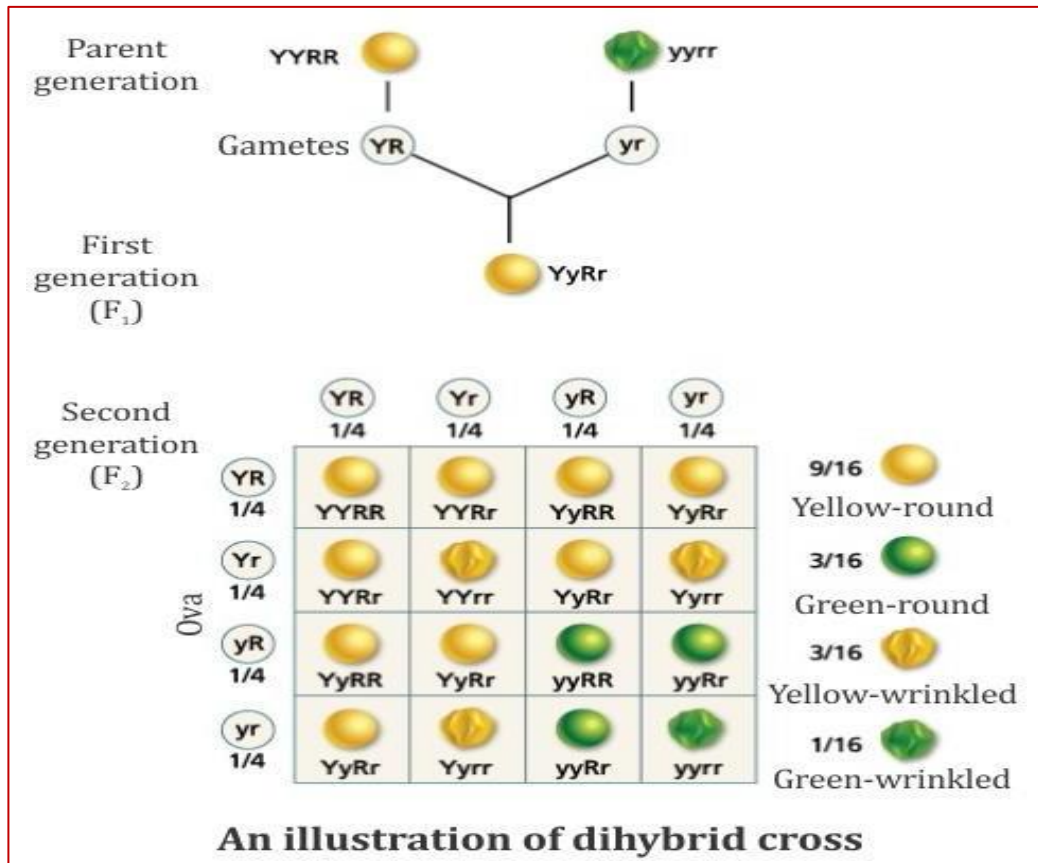 Parent
generation
YYRR
yyrr
Gametes
YR
yr
First
generation
(F₁)
YyRr
Second
generation
(F₂)
YR Yr yR yr
1/4 1/4 1/4 1/4
Ova
YR
1/4
YYRR YYRr YyRR YyRr
Yr
1/4
YYRr YYrr YyRr Yyrr
yR
1/4
YyRR YyRr yyRR yyRr
yr
1/4
YyRr Yyrr yyRr yyrr
9/16
Yellow-round
3/16
Green-round
3/16
Yellow-wrinkled
1/16
Green-wrinkled
An illustration of dihybrid cross